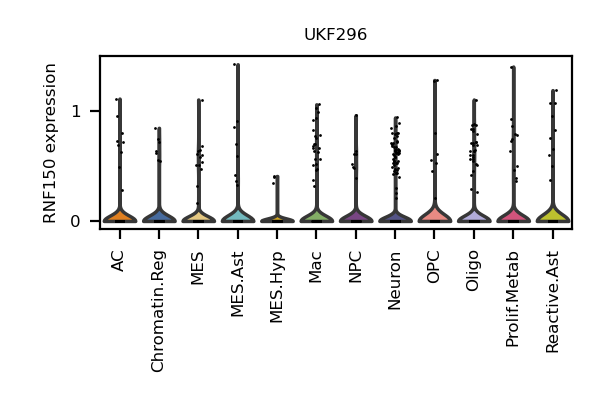 UKF296
RNF150 expression
1
0
AC
Chromatin.Reg
MES
MES.Ast
MES.Hyp
Mac
NPC
Neuron
OPC
Oligo
Prolif.Metab
Reactive.Ast